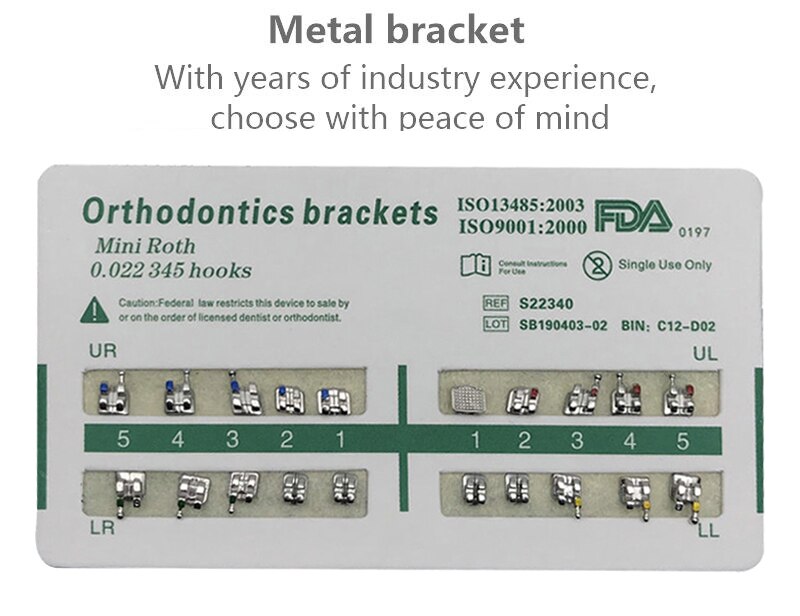 Metal bracket
With years of industry experience,
choose with peace of mind
Orthodontics brackets
ISO13485:2003
ISO9001:2000
FDA
0197
Mini Roth
0.022 345 hooks
Consult Instructions
For Use
Single Use Only
Caution:Federal law restricts this device to sale by
or on the order of licensed dentist or orthodontist.
REF S22340
LOT SB190403-02 BIN: C12-D02
UR
UL
5 4 3 2 1
1 2 3 4 5
LR
LL